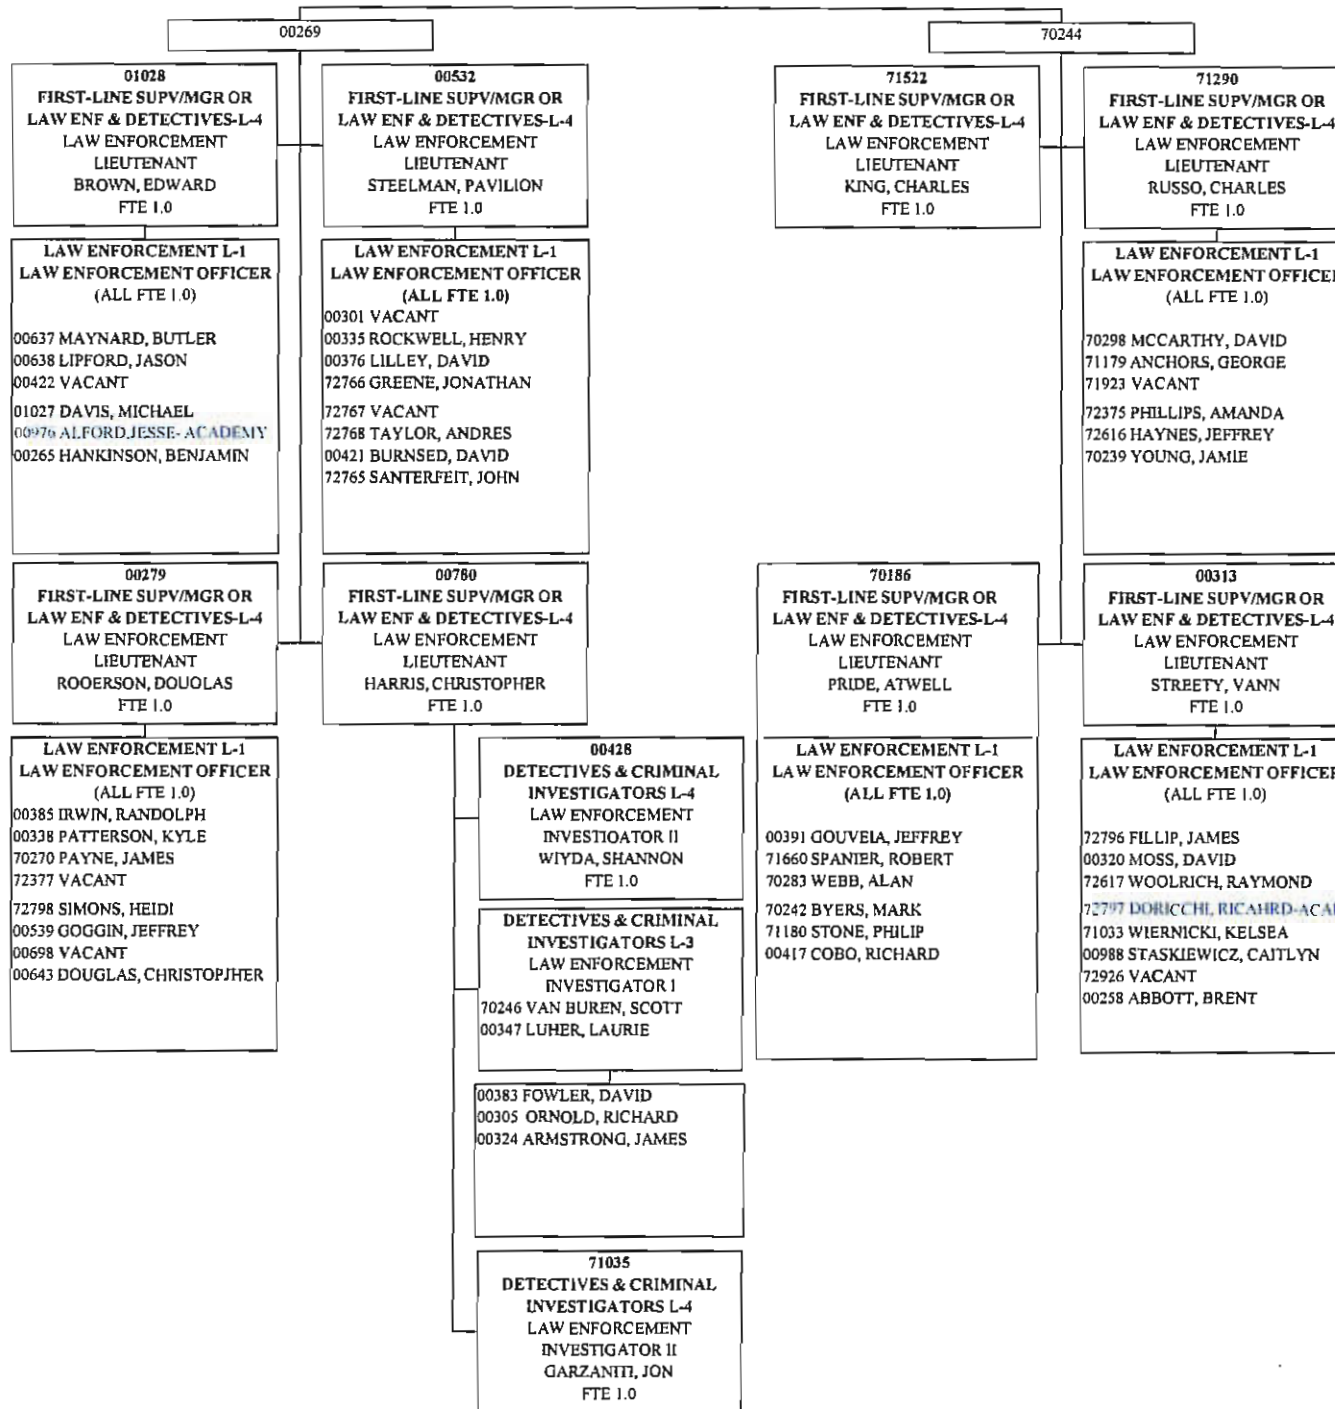 00269
70244
01028
FIRST-LINE SUPV/MGR OR
LAW ENF & DETECTIVES-L-4
LAW ENFORCEMENT
LIEUTENANT
BROWN, EDWARD
FTE 1.0
00532
FIRST-LINE SUPV/MGR OR
LAW ENF & DETECTIVES-L-4
LAW ENFORCEMENT
LIEUTENANT
STEELMAN, PAVILION
FTE 1.0
71522
FIRST-LINE SUPV/MGR OR
LAW ENF & DETECTIVES-L-4
LAW ENFORCEMENT
LIEUTENANT
KING, CHARLES
FTE 1.0
71290
FIRST-LINE SUPV/MGR OR
LAW ENF & DETECTIVES-L-4
LAW ENFORCEMENT
LIEUTENANT
RUSSO, CHARLES
FTE 1.0
LAW ENFORCEMENT L-1
LAW ENFORCEMENT OFFICER
(ALL FTE 1.0)
00637 MAYNARD, BUTLER
00638 LIPFORD, JASON
00422 VACANT
01027 DAVIS, MICHAEL
00976 ALFORD,JESSE- ACADEMY
00265 HANKINSON, BENJAMIN
LAW ENFORCEMENT L-1
LAW ENFORCEMENT OFFICER
(ALL FTE 1.0)
00301 VACANT
00335 ROCKWELL, HENRY
00376 LILLEY, DAVID
72766 GREENE, JONATHAN
72767 VACANT
72768 TAYLOR, ANDRES
00421 BURNSED, DAVID
72765 SANTERFEIT, JOHN
LAW ENFORCEMENT L-1
LAW ENFORCEMENT OFFICER
(ALL FTE 1.0)
70298 MCCARTHY, DAVID
71179 ANCHORS, GEORGE
71923 VACANT
72375 PHILLIPS, AMANDA
72616 HAYNES, JEFFREY
70239 YOUNG, JAMIE
00279
FIRST-LINE SUPV/MGR OR
LAW ENF & DETECTIVES-L-4
LAW ENFORCEMENT
LIEUTENANT
ROOERSON, DOUOLAS
FTE 1.0
00780
FIRST-LINE SUPV/MGR OR
LAW ENF & DETECTIVES-L-4
LAW ENFORCEMENT
LIEUTENANT
HARRIS, CHRISTOPHER
FTE 1.0
70186
FIRST-LINE SUPV/MGR OR
LAW ENF & DETECTIVES-L-4
LAW ENFORCEMENT
LIEUTENANT
PRIDE, ATWELL
FTE 1.0
00313
FIRST-LINE SUPV/MGR OR
LAW ENF & DETECTIVES-L-4
LAW ENFORCEMENT
LIEUTENANT
STREETY, VANN
FTE 1.0
LAW ENFORCEMENT L-1
LAW ENFORCEMENT OFFICER
(ALL FTE 1.0)
00385 IRWIN, RANDOLPH
00338 PATTERSON, KYLE
70270 PAYNE, JAMES
72377 VACANT
72798 SIMONS, HEIDI
00539 GOGGIN, JEFFREY
00698 VACANT
00643 DOUGLAS, CHRISTOPJHER
00428
DETECTIVES & CRIMINAL
INVESTIGATORS L-4
LAW ENFORCEMENT
INVESTIOATOR II
WIYDA, SHANNON
FTE 1.0
DETECTIVES & CRIMINAL
INVESTIGATORS L-3
LAW ENFORCEMENT
INVESTIGATOR I
70246 VAN BUREN, SCOTT
00347 LUHER, LAURIE
00383 FOWLER, DAVID
00305 ORNOLD, RICHARD
00324 ARMSTRONG, JAMES
71035
DETECTIVES & CRIMINAL
INVESTIGATORS L-4
LAW ENFORCEMENT
INVESTIGATOR II
GARZANITI, JON
FTE 1.0
LAW ENFORCEMENT L-1
LAW ENFORCEMENT OFFICER
(ALL FTE 1.0)
00391 GOUVEIA, JEFFREY
71660 SPANIER, ROBERT
70283 WEBB, ALAN
70242 BYERS, MARK
71180 STONE, PHILIP
00417 COBO, RICHARD
LAW ENFORCEMENT L-1
LAW ENFORCEMENT OFFICER
(ALL FTE 1.0)
72796 FILLIP, JAMES
00320 MOSS, DAVID
72617 WOOLRICH, RAYMOND
72797 DORICCHI, RICAHRD-ACAI
71033 WIERNICKI, KELSEA
00988 STASKIEWICZ, CAITLYN
72926 VACANT
00258 ABBOTT, BRENT